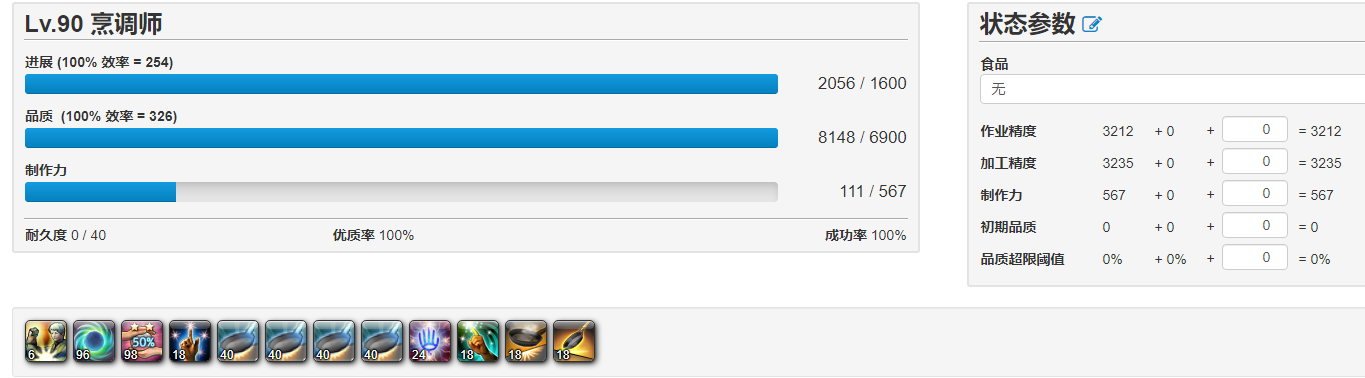 Lv.90 烹调师
进展 (100% 效率 = 254)
2056 / 1600
品质 (100% 效率 = 326)
8148 / 6900
制作力
111 / 567
耐久度 0 / 40 优质率 100% 成功率 100%
状态参数
食品
无
作业精度 3212 + 0 + 0 = 3212
加工精度 3235 + 0 + 0 = 3235
制作力 567 + 0 + 0 = 567
初期品质 0 + 0 + 0 = 0
品质超限阈值 0% + 0% + 0 = 0%
6 96 50% 98 18 40 40 40 40 24 18 18 18